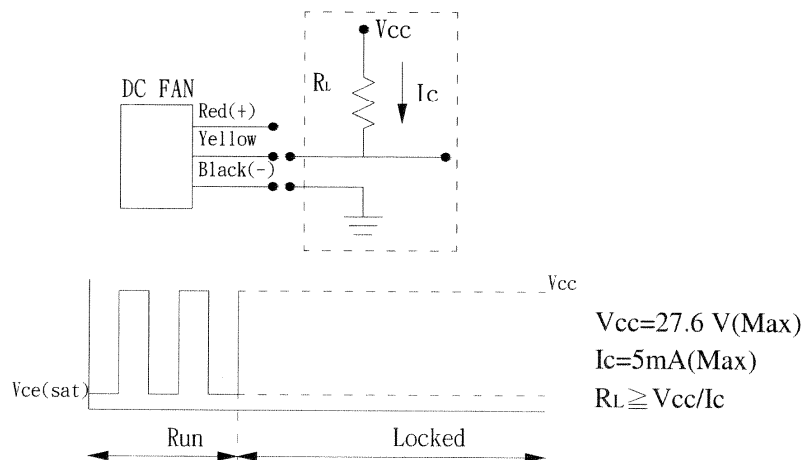 Vcc
RL
Ic
DC FAN
Red(+)
Yellow
Black(-)
Vcc
Vce(sat)
Run
Locked
Vcc=27.6 V(Max)
Ic=5mA(Max)
RL≧Vcc/Ic